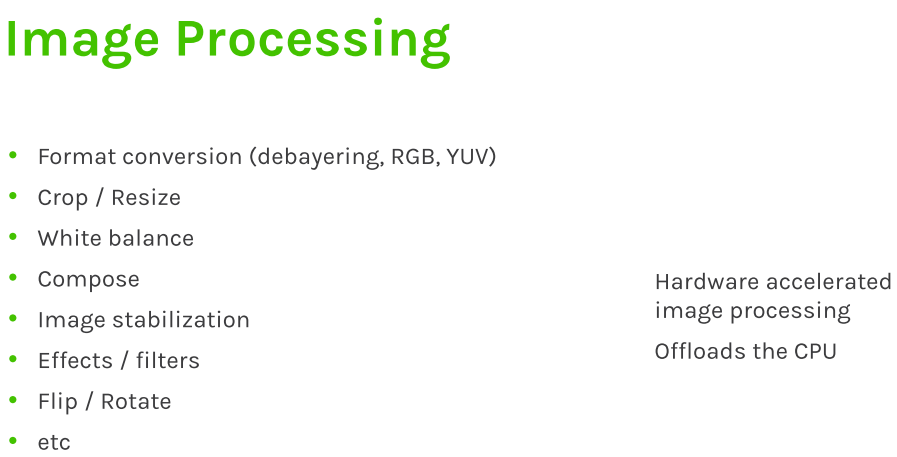 Image Processing
• Format conversion (debayering, RGB, YUV)
• Crop / Resize
• White balance
• Compose
• Image stabilization
• Effects / filters
• Flip / Rotate
• etc
Hardware accelerated
image processing
Offloads the CPU